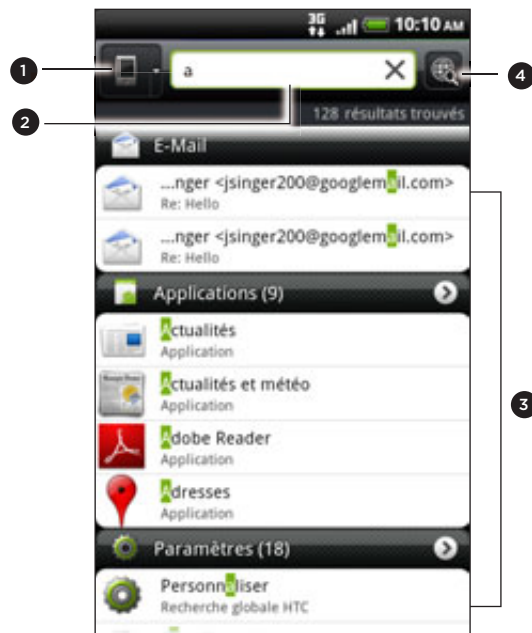 3G 10:10 AM
1
a
4
2
128 résultats trouvés
E-Mail
...nger <jsinger200@googlemail.com>
Re: Hello
...nger <jsinger200@googlemail.com>
Re: Hello
Applications (9)
Actualités
Application
Actualités et météo
Application
3
Adobe Reader
Application
Adresses
Application
Paramètres (18)
Personnaliser
Recherche globale HTC